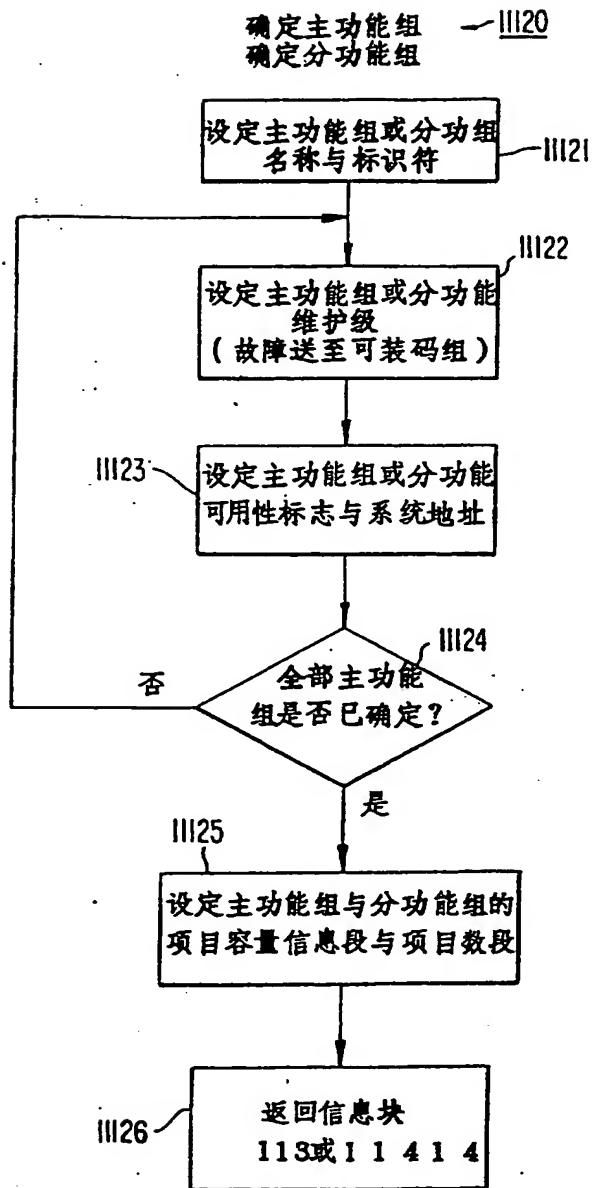 确定主功能组
11120
确定分功能组
设定主功能组或分功组
名称与标识符
11121
11122
设定主功能组或分功能
维护级
(故障送至可装码组)
11123
设定主功能组或分功能
可用性标志与系统地址
11124
全部主功能
组是否已确定?
否
是
11125
设定主功能组与分功能组的
项目容量信息段与项目数段
返回信息块
113或11414
11126